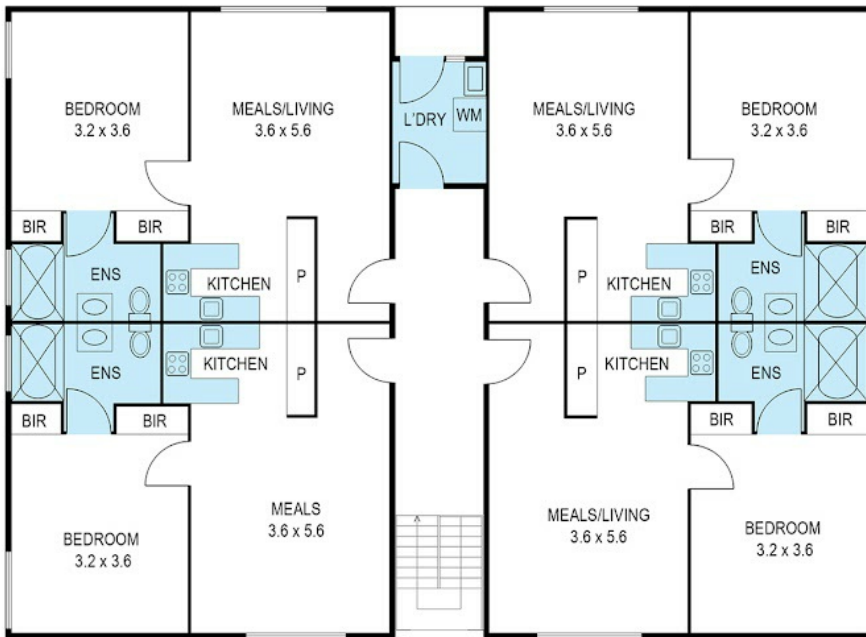 BEDROOM
3.2 x 3.6
MEALS/LIVING
3.6 x 5.6
L'DRY
WM
MEALS/LIVING
3.6 x 5.6
BEDROOM
3.2 x 3.6
BIR
BIR
BIR
BIR
ENS
KITCHEN
P
P
KITCHEN
ENS
ENS
KITCHEN
P
P
KITCHEN
ENS
BIR
BIR
BIR
BIR
BEDROOM
3.2 x 3.6
MEALS
3.6 x 5.6
MEALS/LIVING
3.6 x 5.6
BEDROOM
3.2 x 3.6